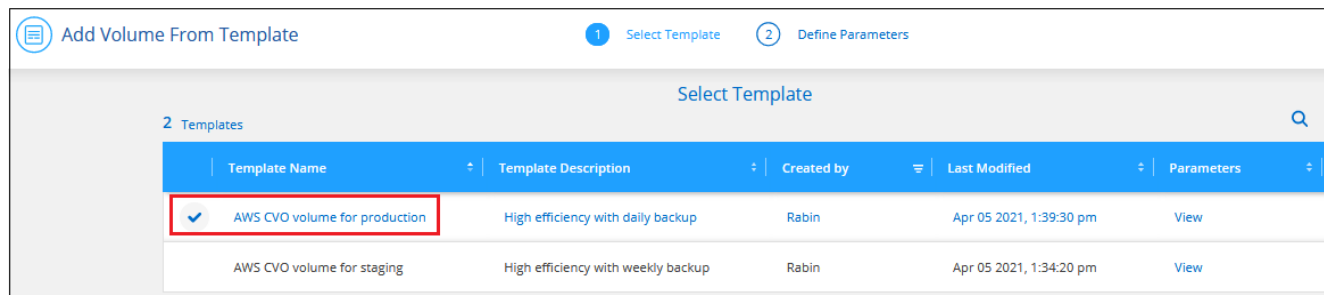 Add Volume From Template
1 Select Template 2 Define Parameters
Select Template
2 Templates
Template Name Template Description Created by Last Modified Parameters
AWS CVO volume for production High efficiency with daily backup Rabin Apr 05 2021, 1:39:30 pm View
AWS CVO volume for staging High efficiency with weekly backup Rabin Apr 05 2021, 1:34:20 pm View